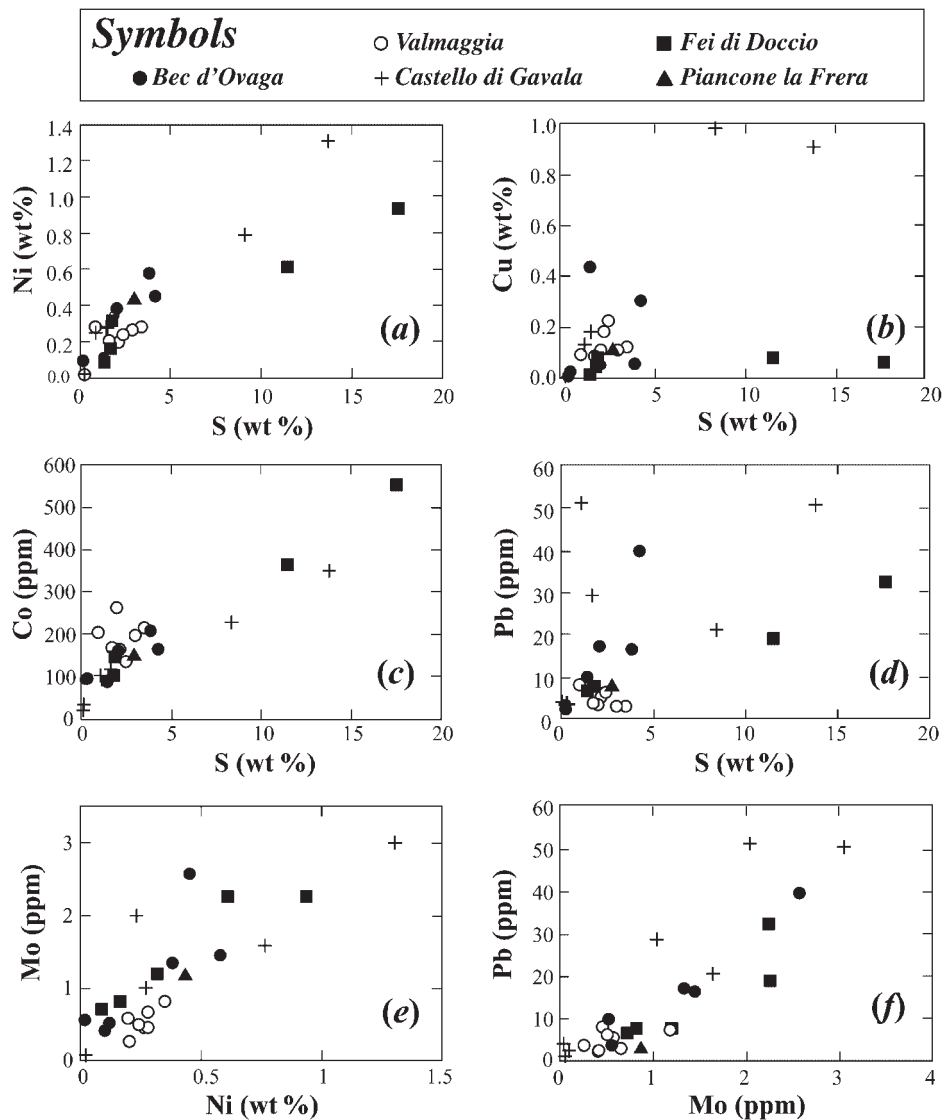 Symbols
○ Valmaggia
■ Fei di Doccio
● Bec d'Ovaga
+ Castello di Gavala
▲ Piancone la Frera
1.4
1.2
1.0
0.8
0.6
0.4
0.2
0.0
Ni (wt%)
0 5 10 15 20
S (wt %)
(a)
1.0
0.8
0.6
0.4
0.2
0.0
Cu (wt%)
0 5 10 15 20
S (wt %)
(b)
600
500
400
300
200
100
0
Co (ppm)
0 5 10 15 20
S (wt %)
(c)
60
50
40
30
20
10
0
Pb (ppm)
0 5 10 15 20
S (wt %)
(d)
3
2
1
0
Mo (ppm)
0 0.5 1 1.5
Ni (wt %)
(e)
60
50
40
30
20
10
0
Pb (ppm)
0 1 2 3 4
Mo (ppm)
(f)